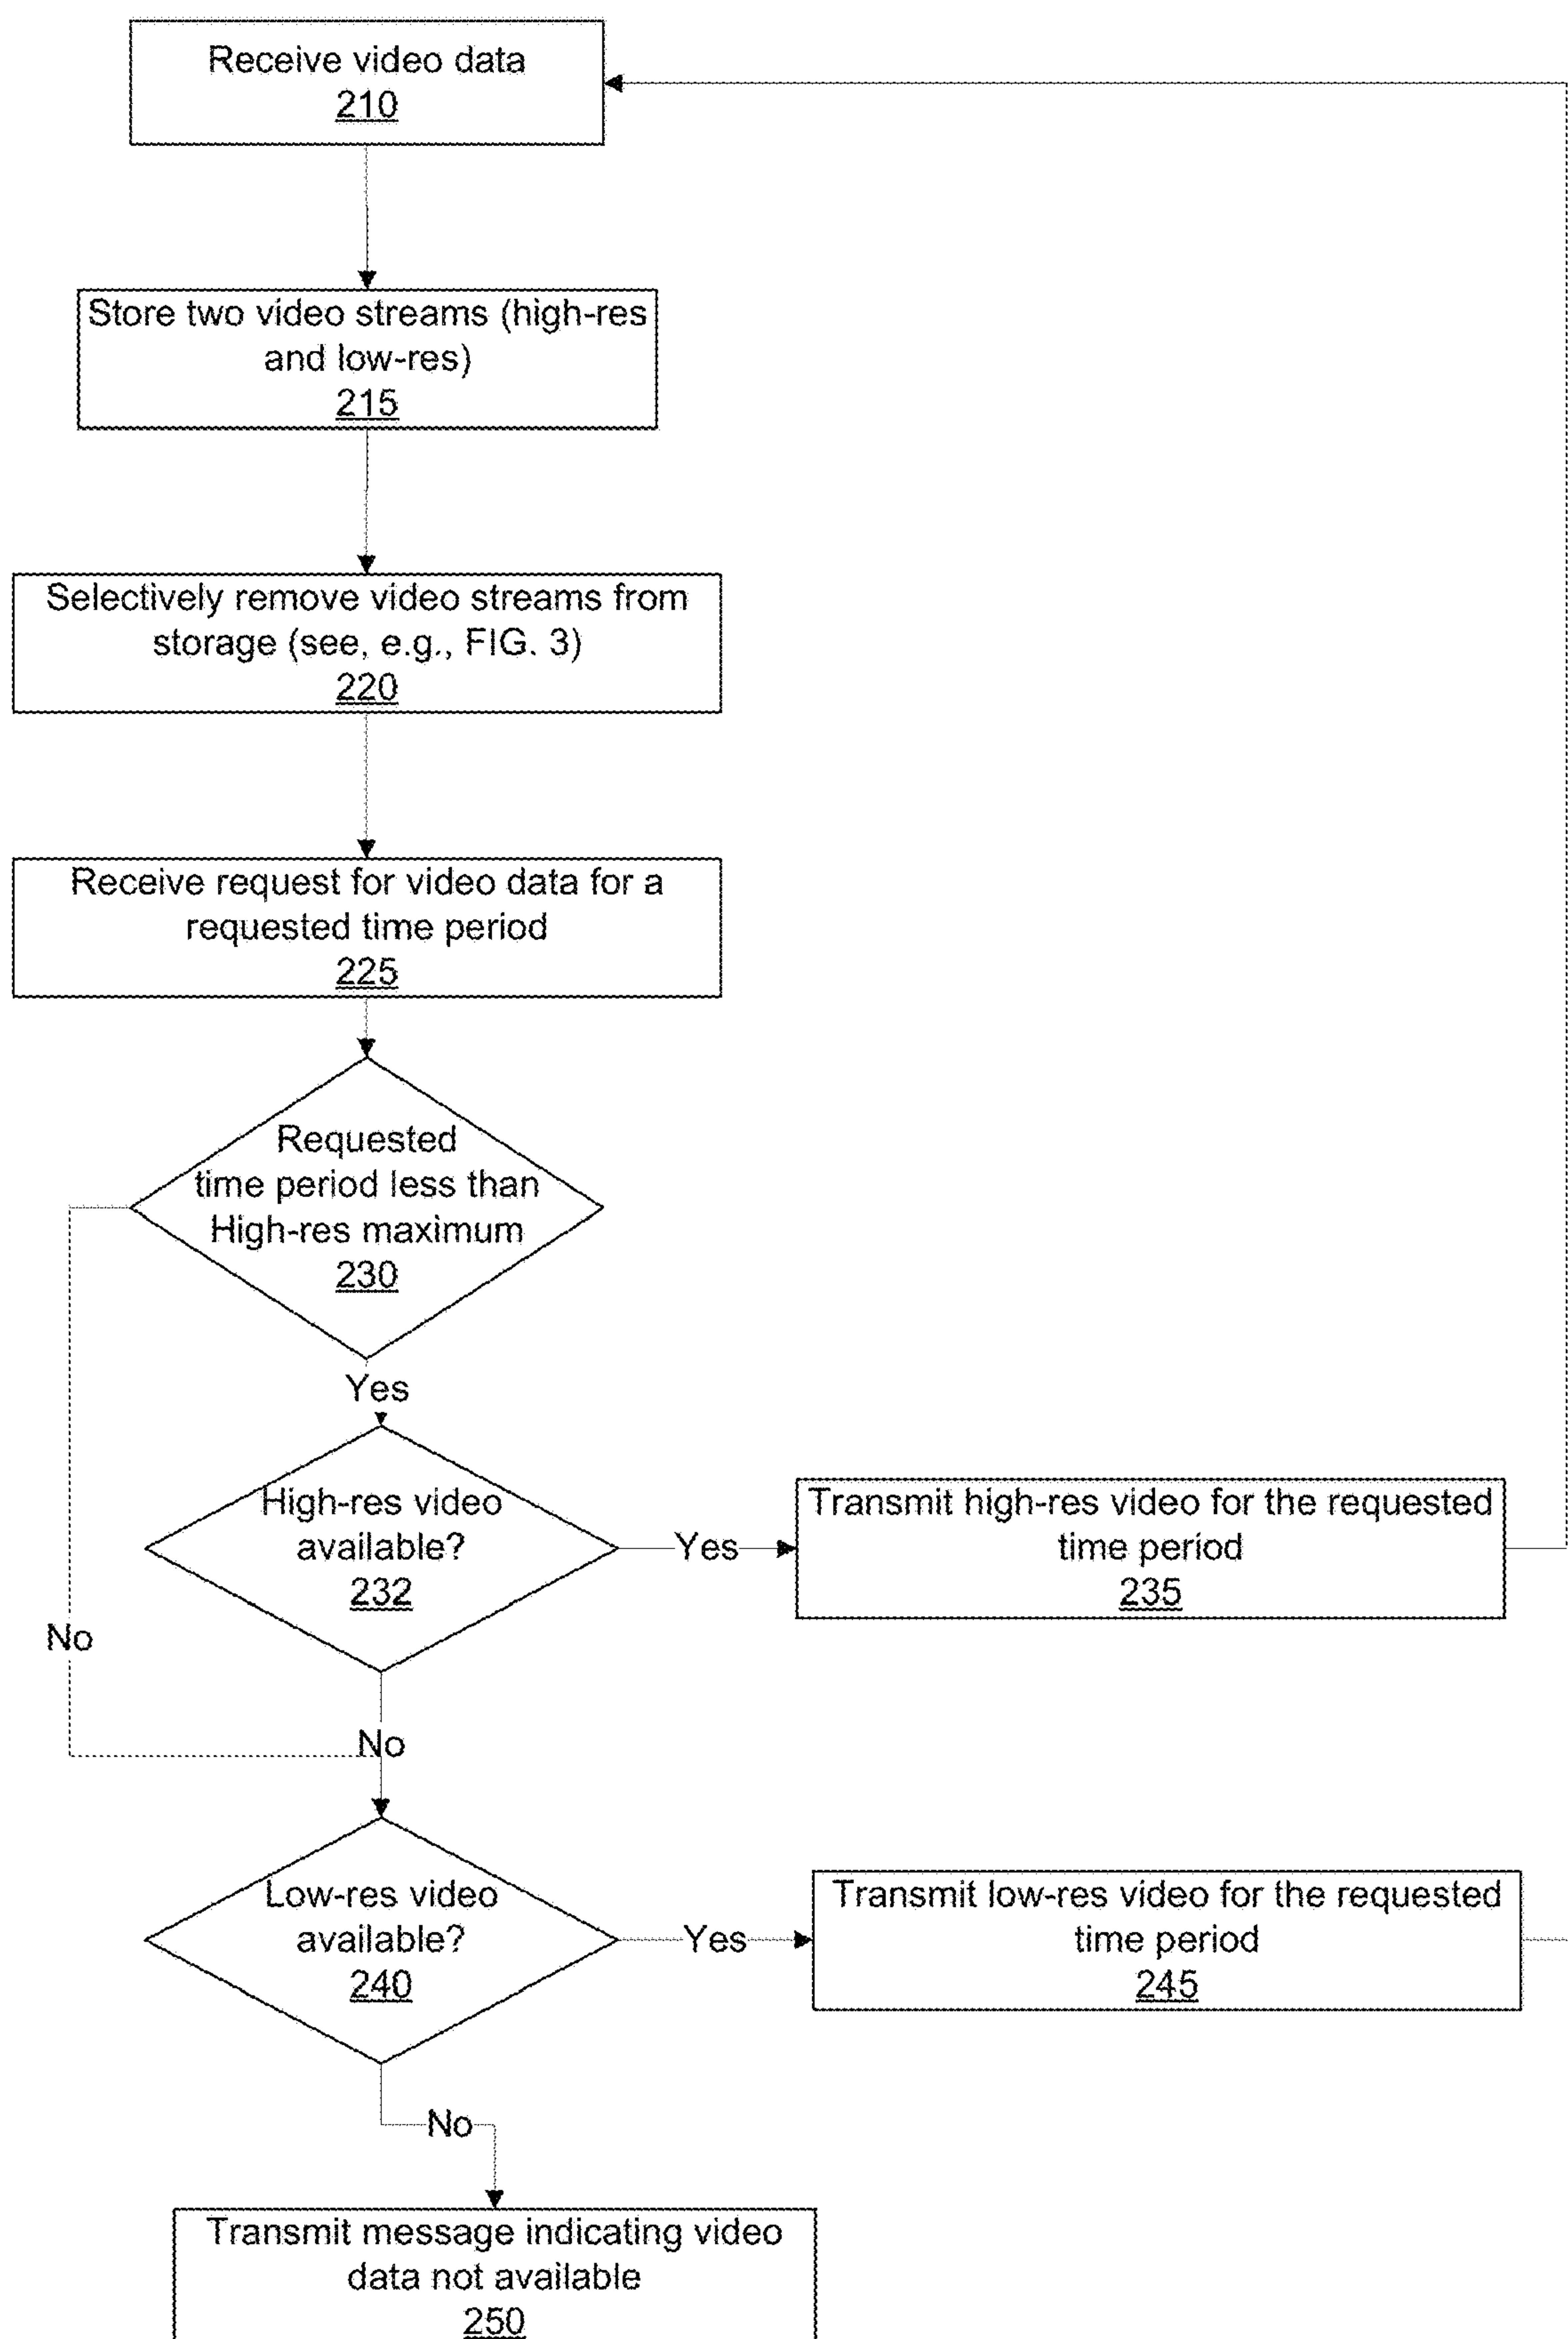 Receive video data
210
Store two video streams (high-res
and low-res)
215
Selectively remove video streams from
storage (see, e.g., FIG. 3)
220
Receive request for video data for a
requested time period
225
Requested
time period less than
High-res maximum
230
Yes
High-res video
available?
232
Yes
Transmit high-res video for the requested
time period
235
No
No
Low-res video
available?
240
Yes
Transmit low-res video for the requested
time period
245
No
Transmit message indicating video
data not available
250